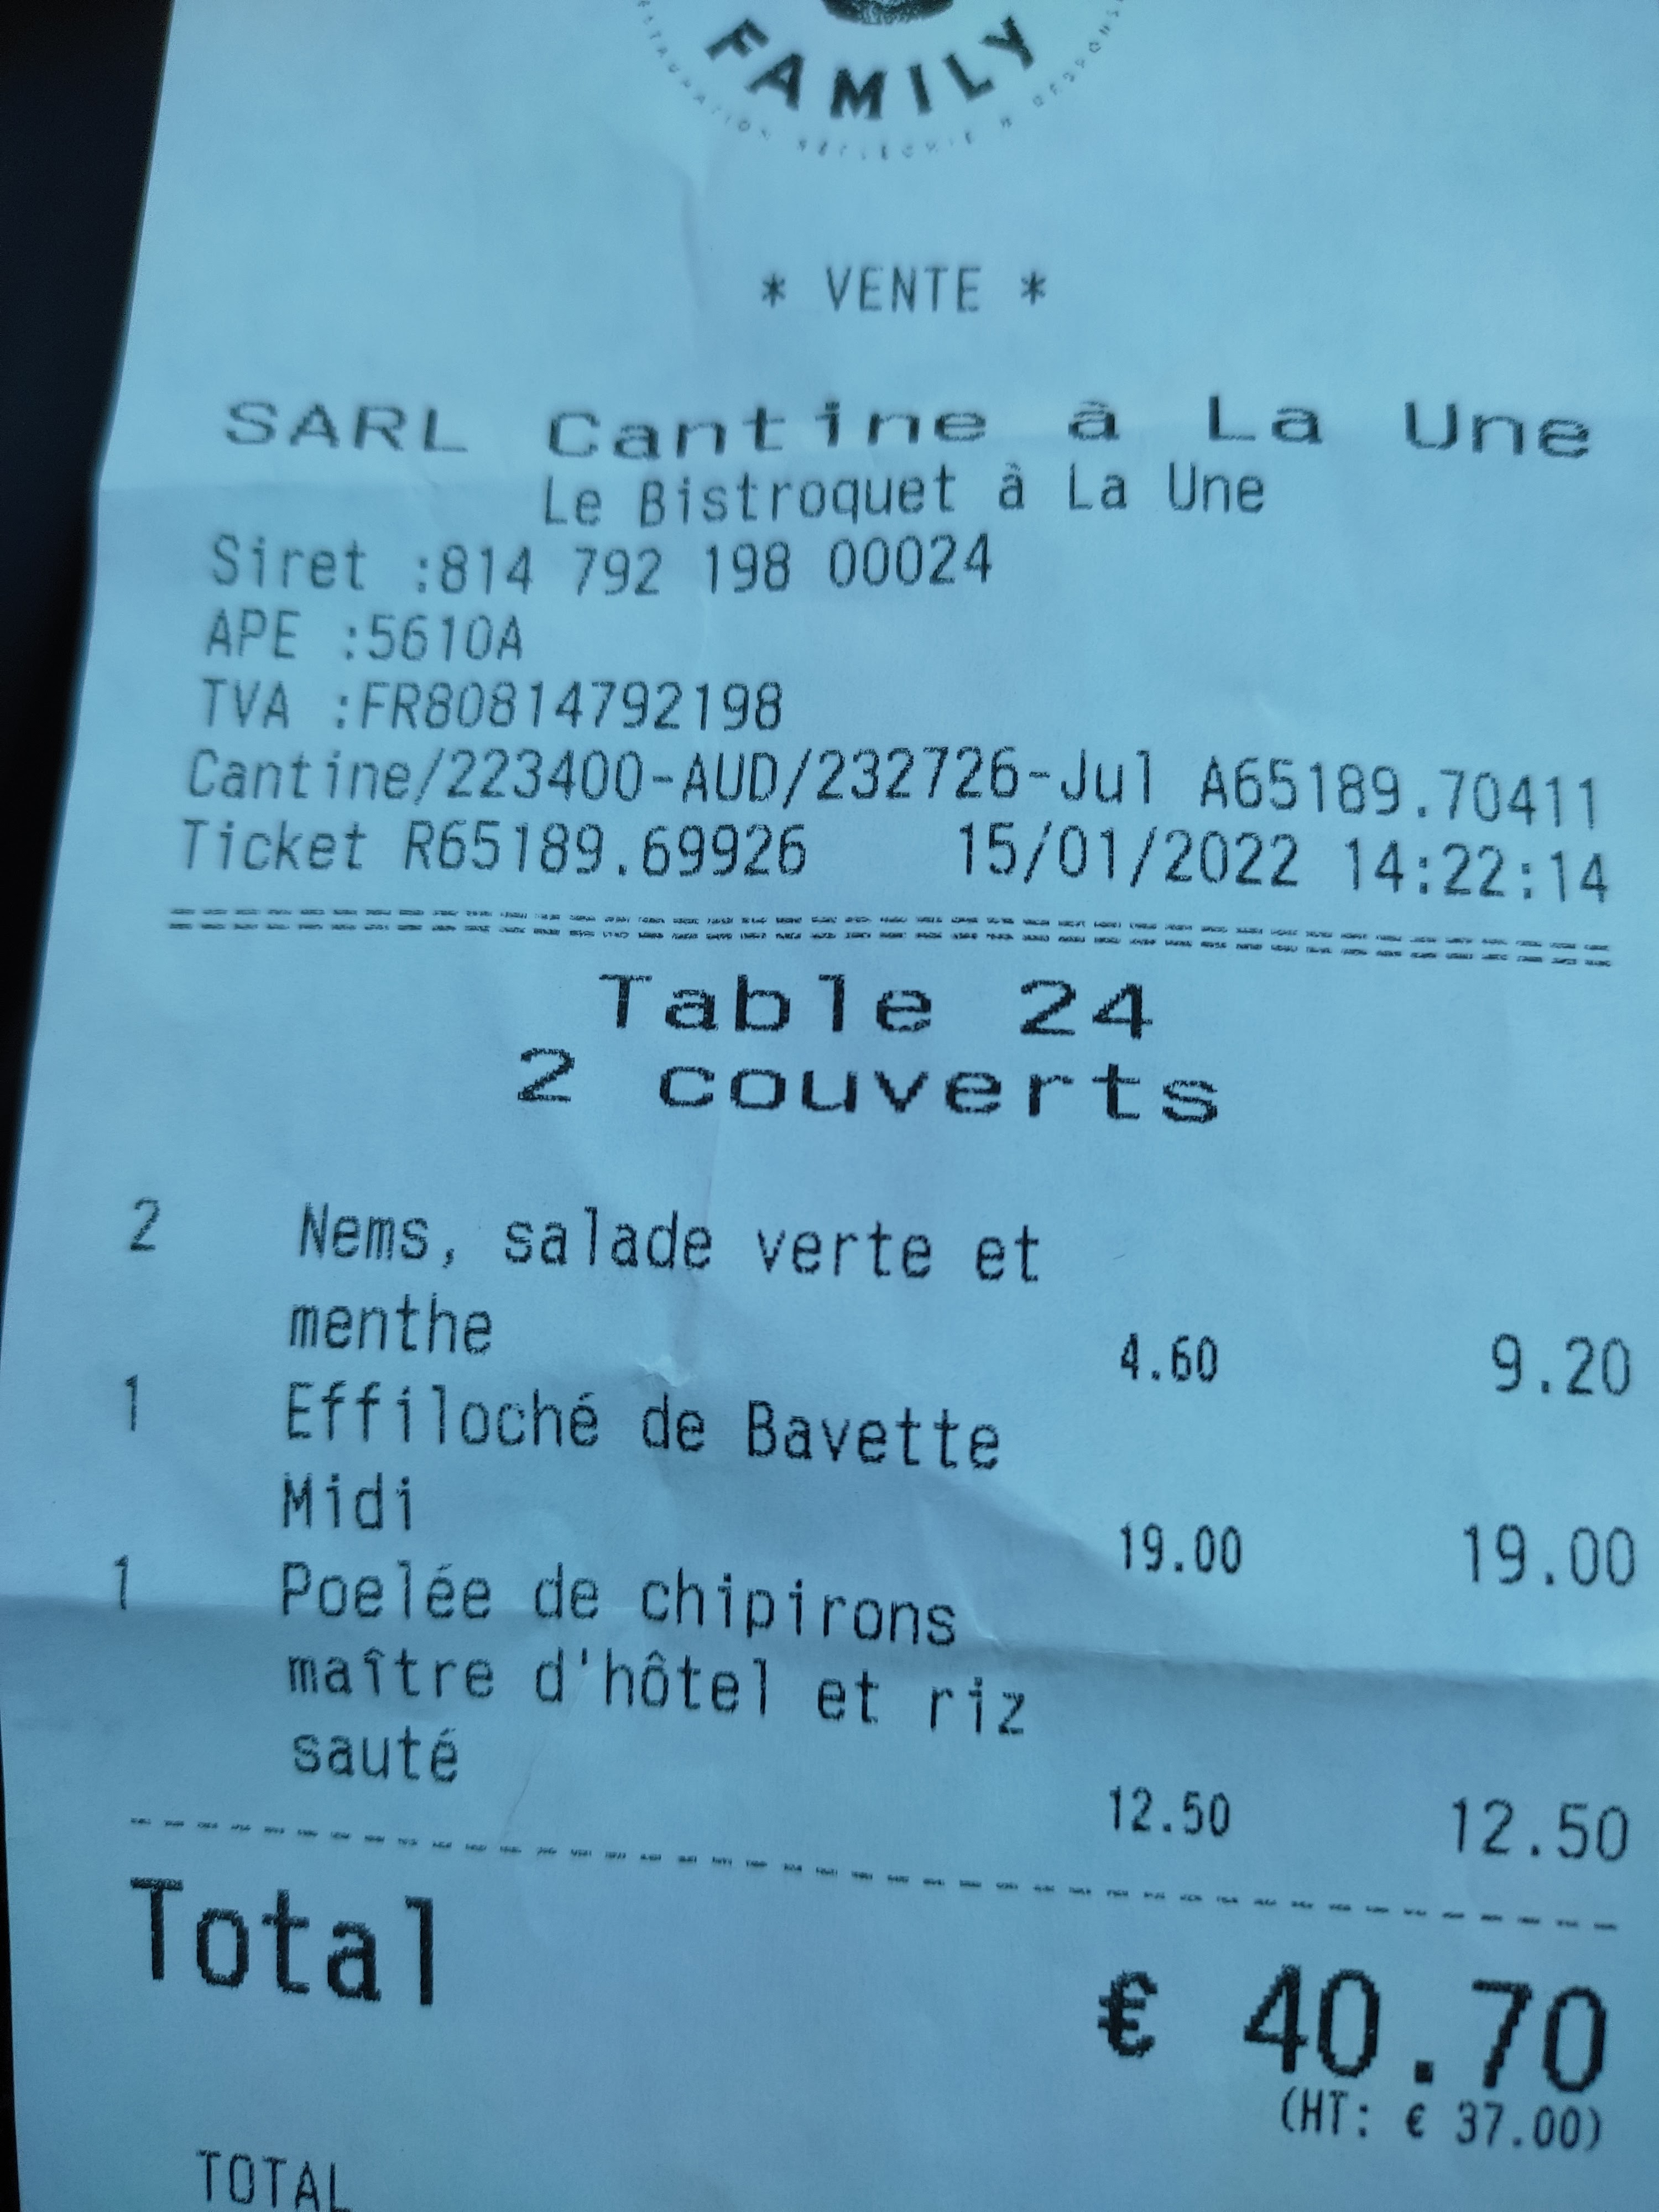 FAMILY
* VENTE *
SARL Cantine à La Une
Le Bistroquet à La Une
Siret :814 792 198 00024
APE :5610A
TVA :FR80814792198
Cantine/223400-AUD/232726-Jul A65189.70411
Ticket R65189.69926 15/01/2022 14:22:14
Table 24
2 couverts
2 Nems, salade verte et
menthe 4.60 9.20
1 Effiloché de Bavette
Midi 19.00 19.00
1 Poelée de chipirons
maître d'hôtel et riz
sauté 12.50 12.50
Total € 40.70
(HT: € 37.00)
TOTAL